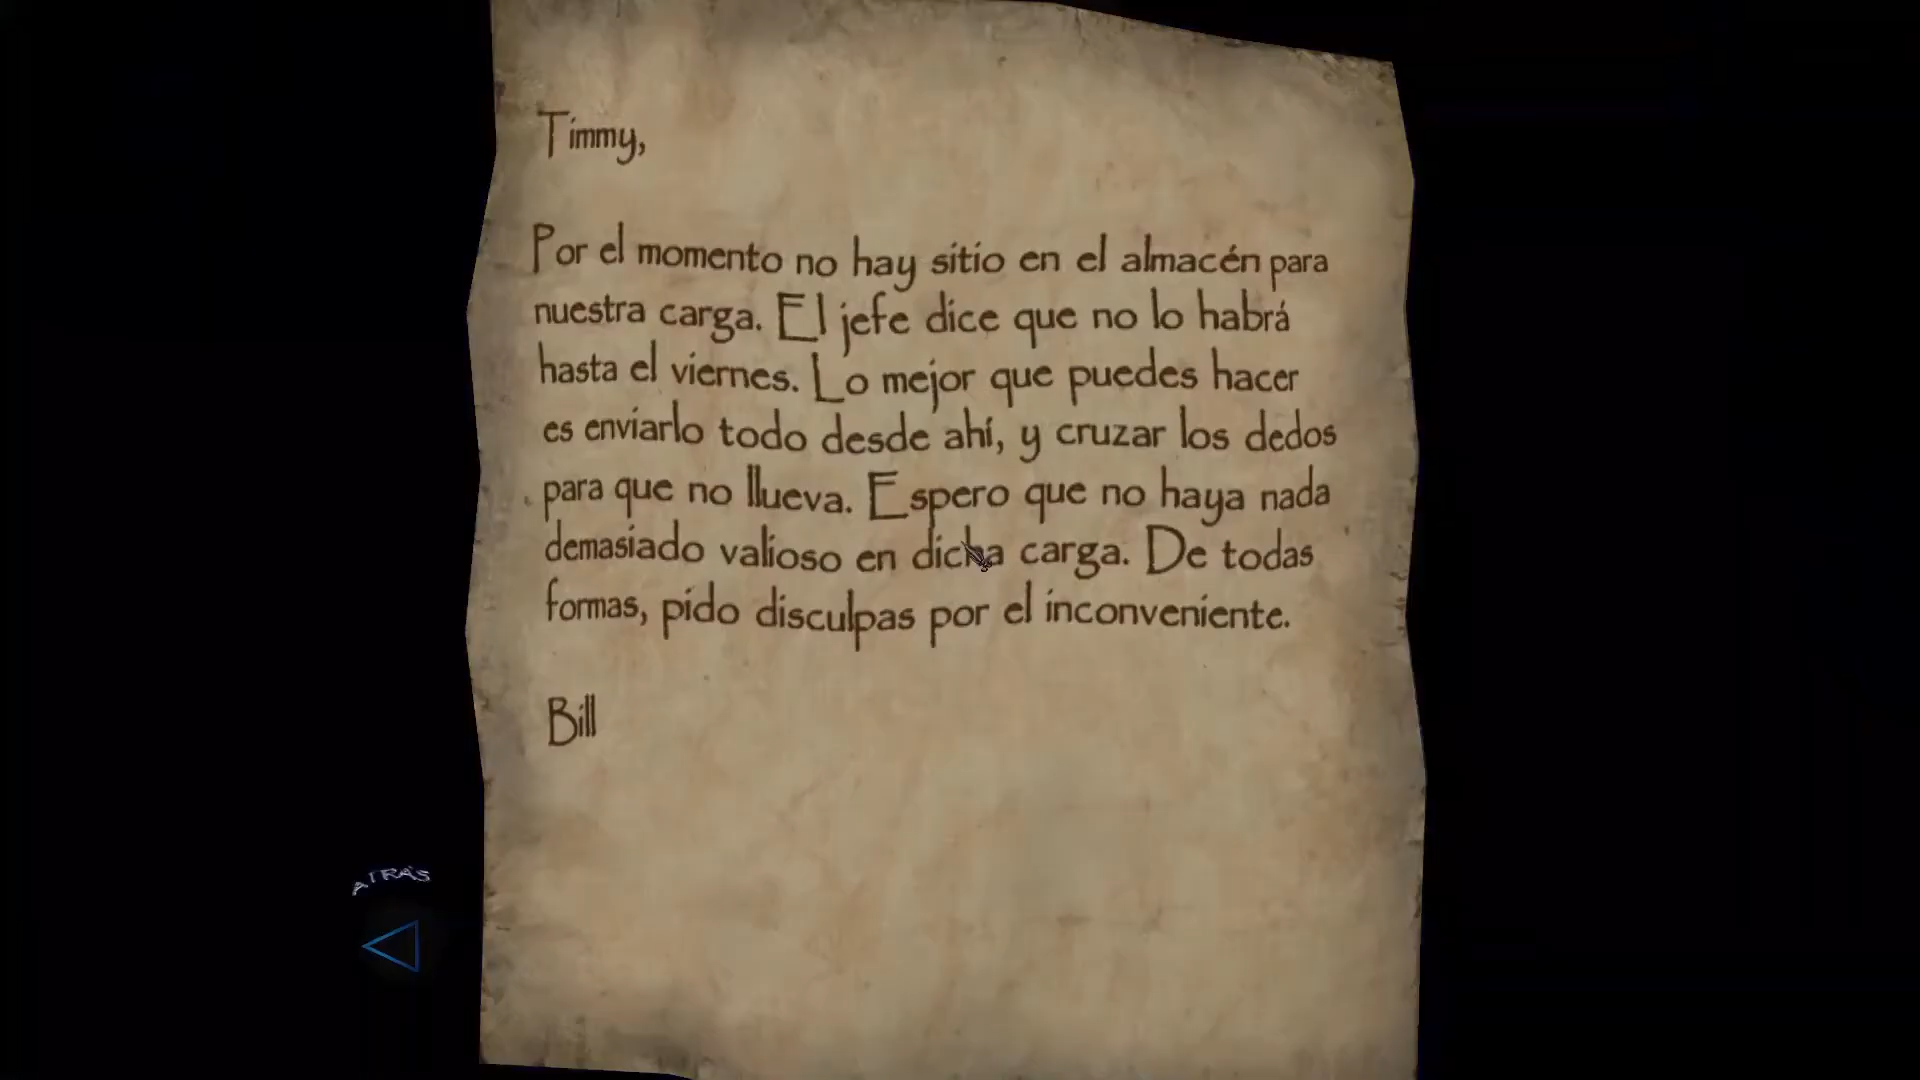 Timmy,
Por el momento no hay sitio en el almacén para
nuestra carga. El jefe dice que no lo habrá
hasta el viernes. Lo mejor que puedes hacer
es enviarlo todo desde ahí, y cruzar los dedos
para que no llueva. Espero que no haya nada
demasiado valioso en dicha carga. De todas
formas, pido disculpas por el inconveniente.
Bill
ATRÁS